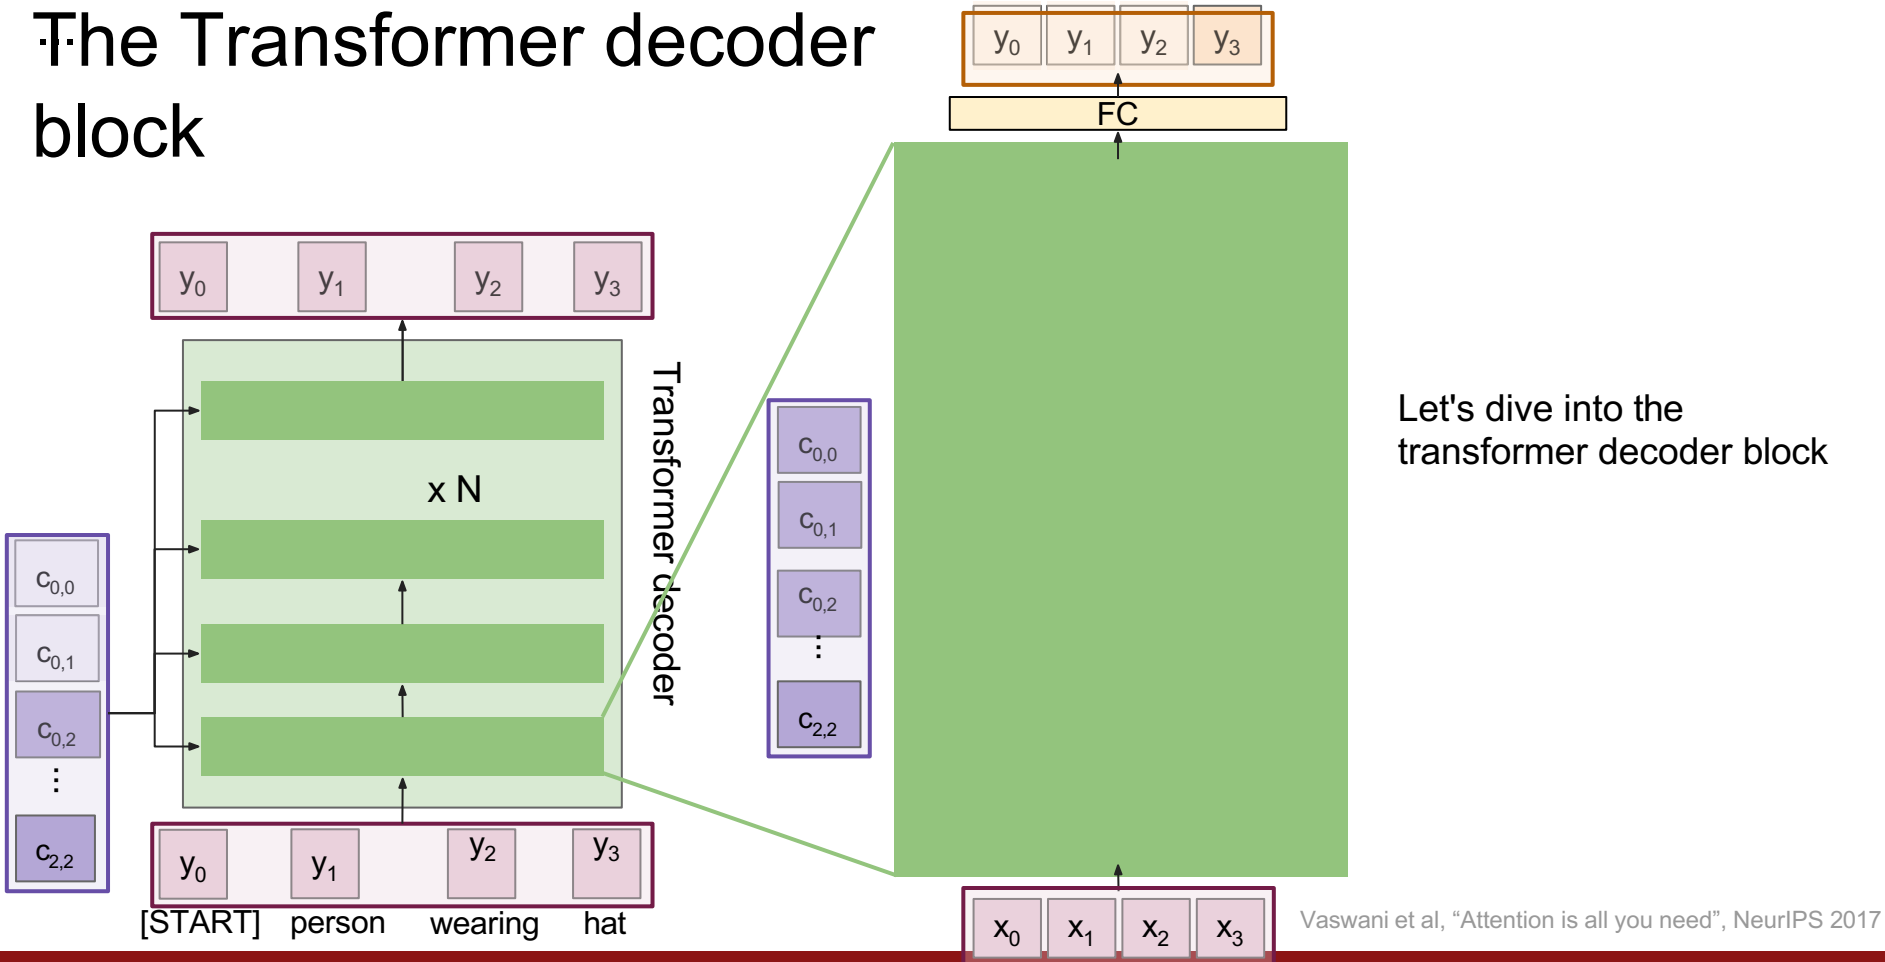 The Transformer decoder
block
...
y0 y1 y2 y3
FC
y0 y1 y2 y3
Transformer decoder
x N
c0,0
c0,1
c0,2
...
c2,2
y0 y1 y2 y3
[START] person wearing hat
c0,0
c0,1
c0,2
...
c2,2
x0 x1 x2 x3
Let's dive into the
transformer decoder block
Vaswani et al, “Attention is all you need”, NeurIPS 2017